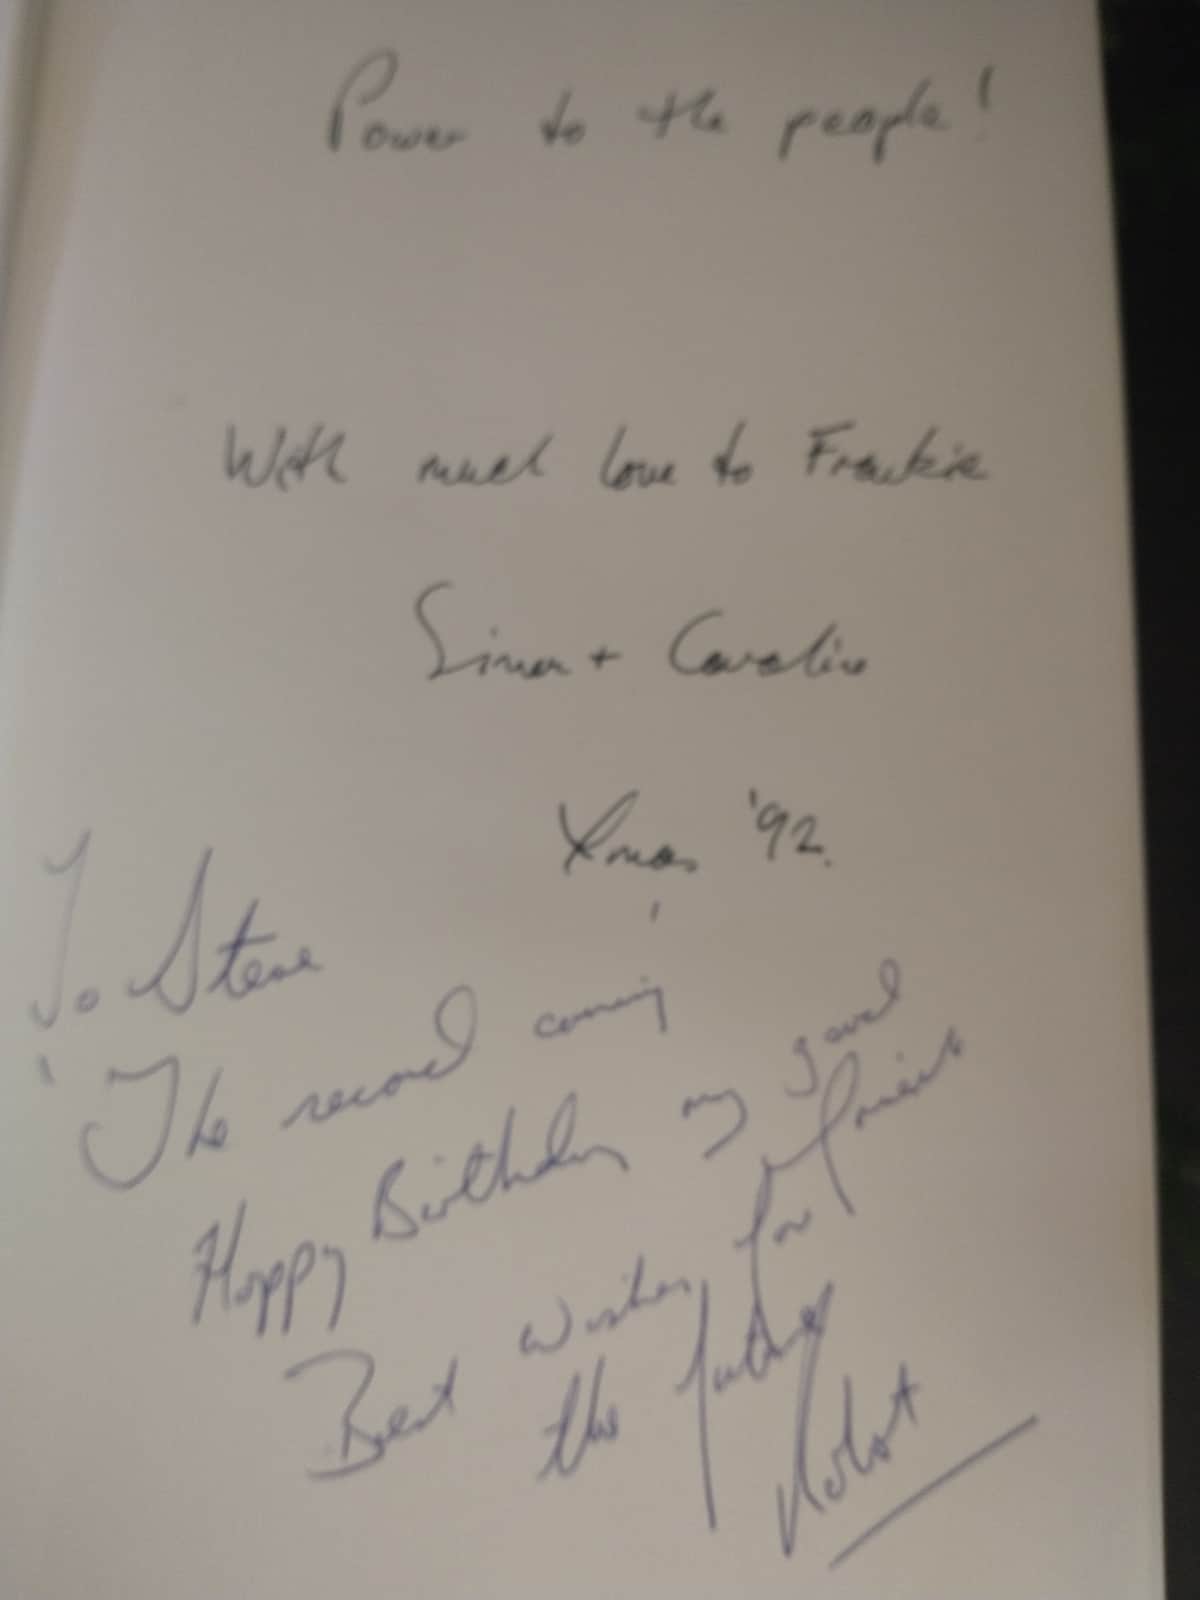 Power to the people!
With much love to Frankie
Simon + Caroline
Xmas '92.
To Steve
'The second coming'
Happy Birthday my good friend
Best wishes for
the future
Robert